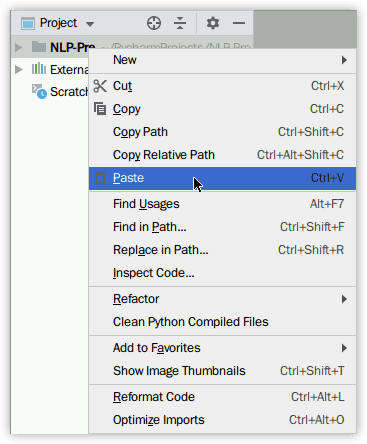 Project
NLP-Pre ~/PycharmProjects/NLP-Pre
Externa
Scratch
New
Cut Ctrl+X
Copy Ctrl+C
Copy Path Ctrl+Shift+C
Copy Relative Path Ctrl+Alt+Shift+C
Paste Ctrl+V
Find Usages Alt+F7
Find in Path... Ctrl+Shift+F
Replace in Path... Ctrl+Shift+R
Inspect Code...
Refactor
Clean Python Compiled Files
Add to Favorites
Show Image Thumbnails Ctrl+Shift+T
Reformat Code Ctrl+Alt+L
Optimize Imports Ctrl+Alt+O